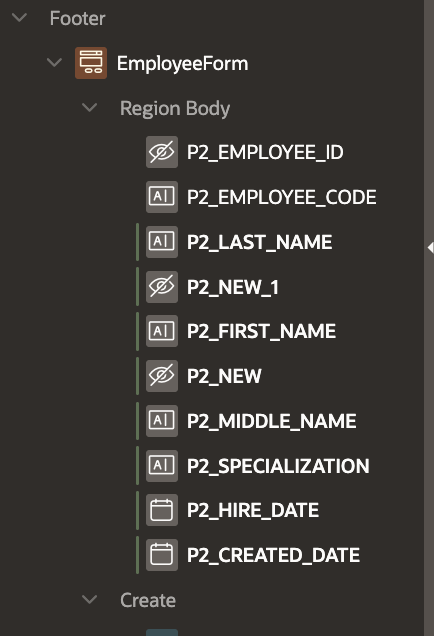 Footer
EmployeeForm
Region Body
P2_EMPLOYEE_ID
P2_EMPLOYEE_CODE
P2_LAST_NAME
P2_NEW_1
P2_FIRST_NAME
P2_NEW
P2_MIDDLE_NAME
P2_SPECIALIZATION
P2_HIRE_DATE
P2_CREATED_DATE
Create